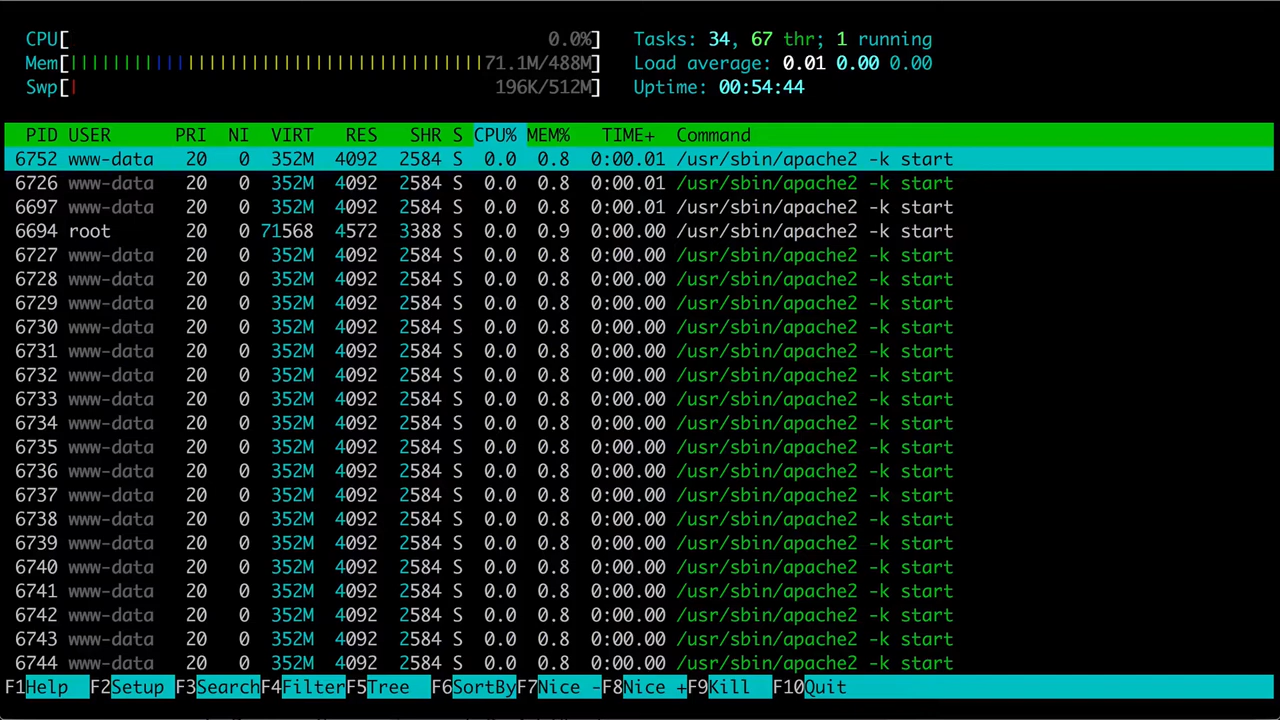 CPU[ 0.0%] Tasks: 34, 67 thr; 1 running
Mem[||||||||||||||||||||||||||||||||||||||71.1M/488M] Load average: 0.01 0.00 0.00
Swp[| 196K/512M] Uptime: 00:54:44
PID USER PRI NI VIRT RES SHR S CPU% MEM% TIME+ Command
6752 www-data 20 0 352M 4092 2584 S 0.0 0.8 0:00.01 /usr/sbin/apache2 -k start
6726 www-data 20 0 352M 4092 2584 S 0.0 0.8 0:00.01 /usr/sbin/apache2 -k start
6697 www-data 20 0 352M 4092 2584 S 0.0 0.8 0:00.01 /usr/sbin/apache2 -k start
6694 root 20 0 71568 4572 3388 S 0.0 0.9 0:00.00 /usr/sbin/apache2 -k start
6727 www-data 20 0 352M 4092 2584 S 0.0 0.8 0:00.00 /usr/sbin/apache2 -k start
6728 www-data 20 0 352M 4092 2584 S 0.0 0.8 0:00.00 /usr/sbin/apache2 -k start
6729 www-data 20 0 352M 4092 2584 S 0.0 0.8 0:00.00 /usr/sbin/apache2 -k start
6730 www-data 20 0 352M 4092 2584 S 0.0 0.8 0:00.00 /usr/sbin/apache2 -k start
6731 www-data 20 0 352M 4092 2584 S 0.0 0.8 0:00.00 /usr/sbin/apache2 -k start
6732 www-data 20 0 352M 4092 2584 S 0.0 0.8 0:00.00 /usr/sbin/apache2 -k start
6733 www-data 20 0 352M 4092 2584 S 0.0 0.8 0:00.00 /usr/sbin/apache2 -k start
6734 www-data 20 0 352M 4092 2584 S 0.0 0.8 0:00.00 /usr/sbin/apache2 -k start
6735 www-data 20 0 352M 4092 2584 S 0.0 0.8 0:00.00 /usr/sbin/apache2 -k start
6736 www-data 20 0 352M 4092 2584 S 0.0 0.8 0:00.00 /usr/sbin/apache2 -k start
6737 www-data 20 0 352M 4092 2584 S 0.0 0.8 0:00.00 /usr/sbin/apache2 -k start
6738 www-data 20 0 352M 4092 2584 S 0.0 0.8 0:00.00 /usr/sbin/apache2 -k start
6739 www-data 20 0 352M 4092 2584 S 0.0 0.8 0:00.00 /usr/sbin/apache2 -k start
6740 www-data 20 0 352M 4092 2584 S 0.0 0.8 0:00.00 /usr/sbin/apache2 -k start
6741 www-data 20 0 352M 4092 2584 S 0.0 0.8 0:00.00 /usr/sbin/apache2 -k start
6742 www-data 20 0 352M 4092 2584 S 0.0 0.8 0:00.00 /usr/sbin/apache2 -k start
6743 www-data 20 0 352M 4092 2584 S 0.0 0.8 0:00.00 /usr/sbin/apache2 -k start
6744 www-data 20 0 352M 4092 2584 S 0.0 0.8 0:00.00 /usr/sbin/apache2 -k start
F1Help F2Setup F3SearchF4FilterF5Tree F6SortByF7Nice -F8Nice +F9Kill F10Quit